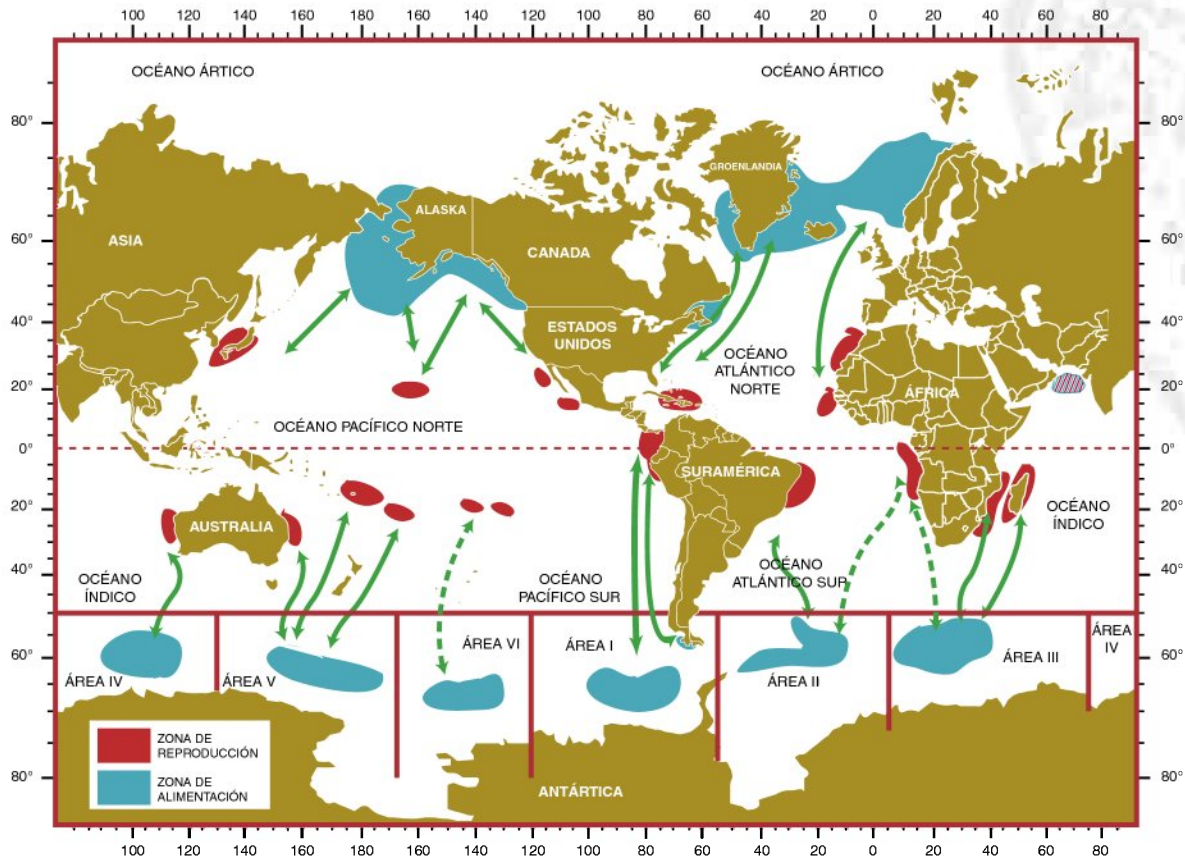 100 120 140 160 180 160 140 120 100 80 60 40 20 0 20 40 60 80
OCÉANO ÁRTICO
OCÉANO ÁRTICO
80°
80°
GROENLANDIA
ALASKA
ASIA
60°
CANADA
60°
40°
40°
ESTADOS
UNIDOS
OCÉANO
ATLÁNTICO
NORTE
20°
ÁFRICA
20°
OCÉANO PACÍFICO NORTE
0°
0°
SURAMÉRICA
20°
AUSTRALIA
20°
OCÉANO
ÍNDICO
40°
OCÉANO
ÍNDICO
OCÉANO
PACÍFICO SUR
OCÉANO
ATLÁNTICO SUR
40°
60°
ÁREA IV
ÁREA V
ÁREA VI
ÁREA I
ÁREA II
ÁREA III
ÁREA
IV
60°
ZONA DE
REPRODUCCIÓN
ZONA DE
ALIMENTACIÓN
80°
ANTÁRTICA
80°
100 120 140 160 180 160 140 120 100 80 60 40 20 0 20 40 60 80